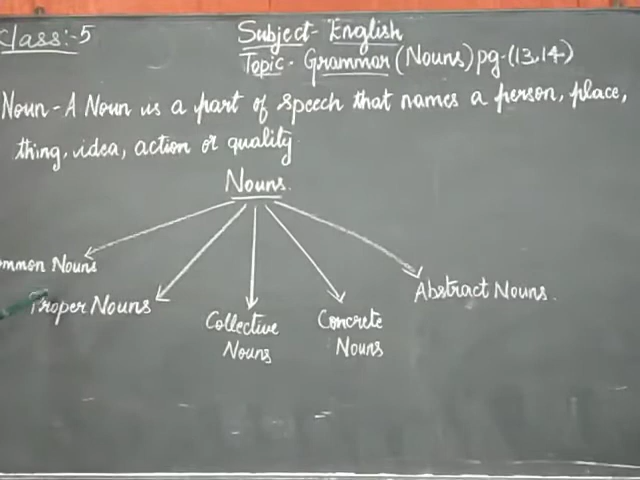 Class:-5
Subject- English
Topic- Grammar (Nouns) pg-(13,14)
Noun - A Noun is a part of speech that names a person, place,
thing, idea, action or quality
Nouns.
ommon Nouns
Proper Nouns
Collective
Nouns
Concrete
Nouns
Abstract Nouns.